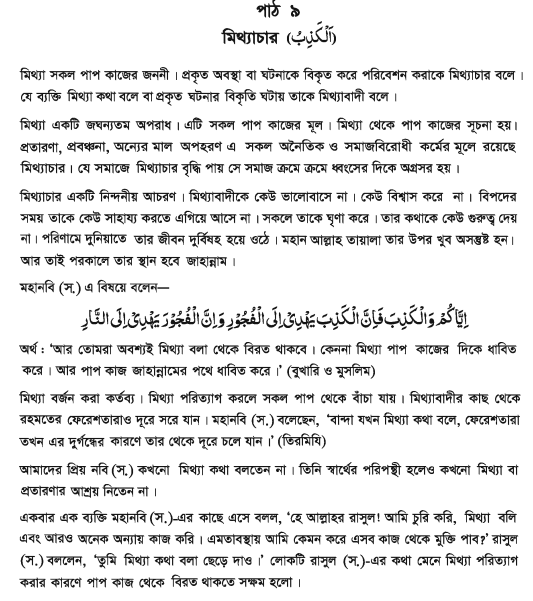 পাঠ ৯
মিথ্যাচার (اَلْكَذِبُ)
মিথ্যা সকল পাপ কাজের জননী। প্রকৃত অবস্থা বা ঘটনাকে বিকৃত করে পরিবেশন করাকে মিথ্যাচার বলে।
যে ব্যক্তি মিথ্যা কথা বলে বা প্রকৃত ঘটনার বিকৃতি ঘটায় তাকে মিথ্যাবাদী বলে।
মিথ্যা একটি জঘন্যতম অপরাধ। এটি সকল পাপ কাজের মূল। মিথ্যা থেকে পাপ কাজের সূচনা হয়।
প্রতারণা, প্রবঞ্চনা, অন্যের মাল অপহরণ এ সকল অনৈতিক ও সমাজবিরোধী কর্মের মূলে রয়েছে
মিথ্যাচার। যে সমাজে মিথ্যাচার বৃদ্ধি পায় সে সমাজ ক্রমে ক্রমে ধ্বংসের দিকে অগ্রসর হয়।
মিথ্যাচার একটি নিন্দনীয় আচরণ। মিথ্যাবাদীকে কেউ ভালোবাসে না। কেউ বিশ্বাস করে না। বিপদের
সময় তাকে কেউ সাহায্য করতে এগিয়ে আসে না। সকলে তাকে ঘৃণা করে। তার কথাকে কেউ গুরুত্ব দেয়
না। পরিণামে দুনিয়াতে তার জীবন দুর্বিষহ হয়ে ওঠে। মহান আল্লাহ তায়ালা তার উপর খুব অসন্তুষ্ট হন।
আর তাই পরকালে তার স্থান হবে জাহান্নাম।
মহানবি (স.) এ বিষয়ে বলেন—
اِيَّاكُمْ وَالْكَذِبَ فَاِنَّ الْكَذِبَ يَهْدِىْ اِلَى الْفُجُوْرِ وَاِنَّ الْفُجُوْرَ يَهْدِىْ اِلَى النَّارِ
অর্থ : 'আর তোমরা অবশ্যই মিথ্যা বলা থেকে বিরত থাকবে। কেননা মিথ্যা পাপ কাজের দিকে ধাবিত
করে। আর পাপ কাজ জাহান্নামের পথে ধাবিত করে।' (বুখারি ও মুসলিম)
মিথ্যা বর্জন করা কর্তব্য। মিথ্যা পরিত্যাগ করলে সকল পাপ থেকে বাঁচা যায়। মিথ্যাবাদীর কাছ থেকে
রহমতের ফেরেশতারাও দূরে সরে যান। মহানবি (স.) বলেছেন, 'বান্দা যখন মিথ্যা কথা বলে, ফেরেশতারা
তখন এর দুর্গন্ধের কারণে তার থেকে দূরে চলে যান।' (তিরমিযি)
আমাদের প্রিয় নবি (স.) কখনো মিথ্যা কথা বলতেন না। তিনি স্বার্থের পরিপন্থী হলেও কখনো মিথ্যা বা
প্রতারণার আশ্রয় নিতেন না।
একবার এক ব্যক্তি মহানবি (স.)-এর কাছে এসে বলল, 'হে আল্লাহর রাসুল! আমি চুরি করি, মিথ্যা বলি
এবং আরও অনেক অন্যায় কাজ করি। এমতাবস্থায় আমি কেমন করে এসব কাজ থেকে মুক্তি পাব?' রাসুল
(স.) বললেন, 'তুমি মিথ্যা কথা বলা ছেড়ে দাও।' লোকটি রাসুল (স.)-এর কথা মেনে মিথ্যা পরিত্যাগ
করার কারণে পাপ কাজ থেকে বিরত থাকতে সক্ষম হলো।